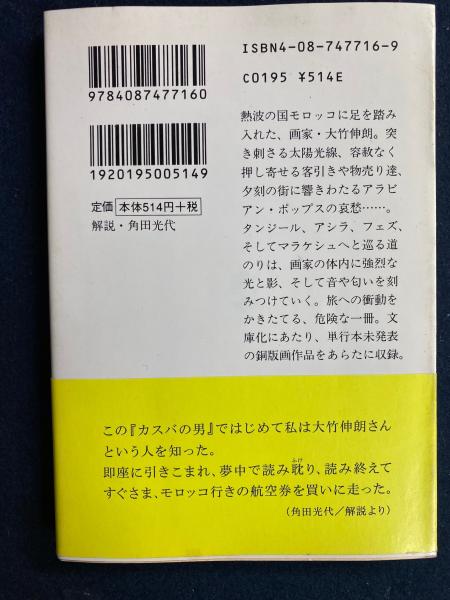 ISBN4-08-747716-9
9784087477160
C0195 ¥514E
1920195005149
定価 本体514円+税
解説・角田光代
熱波の国モロッコに足を踏み
入れた、画家・大竹伸朗。突
き刺さる太陽光線、容赦なく
押し寄せる客引きや物売り達、
夕刻の街に響きわたるアラビ
アン・ポップスの哀愁……。
タンジール、アシラ、フェズ、
そしてマラケシュへと巡る道
のりは、画家の体内に強烈な
光と影、そして音や匂いを刻
みつけていく。旅への衝動を
かきたてる、危険な一冊。文
庫化にあたり、単行本未発表
の銅版画作品をあらたに収録。
この『カスバの男』ではじめて私は大竹伸朗さん
という人を知った。
即座に引きこまれ、夢中で読み耽り、読み終えて
ふけ
すぐさま、モロッコ行きの航空券を買いに走った。
(角田光代/解説より)